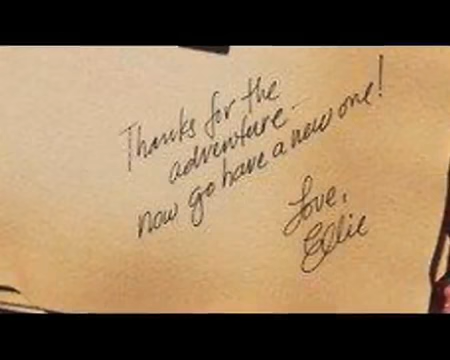 Thanks for the
adventure -
now go have a new one!
Love,
Ellie